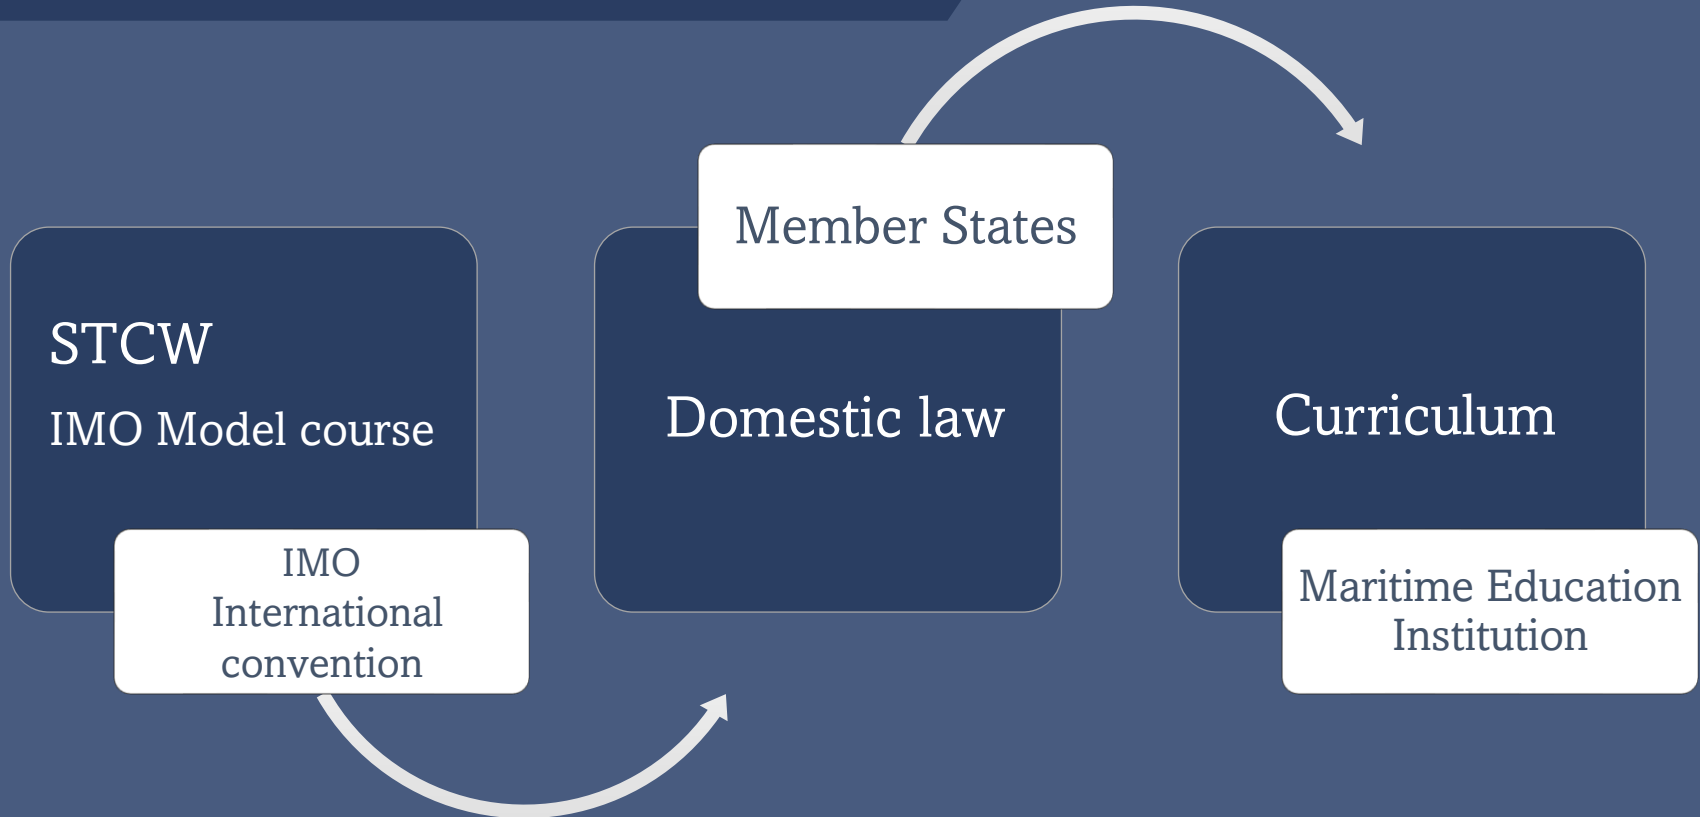 STCW
IMO Model course
IMO
International
convention
Member States
Domestic law
Curriculum
Maritime Education
Institution